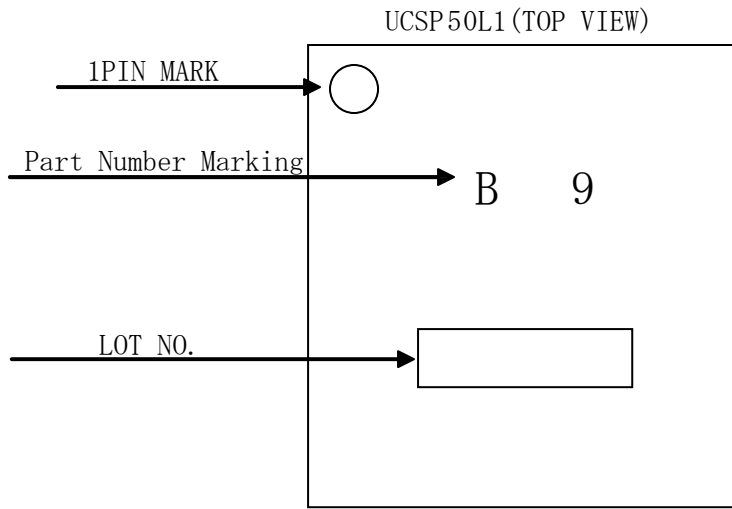 UCSP50L1(TOP VIEW)
1PIN MARK
Part Number Marking
B 9
LOT NO.